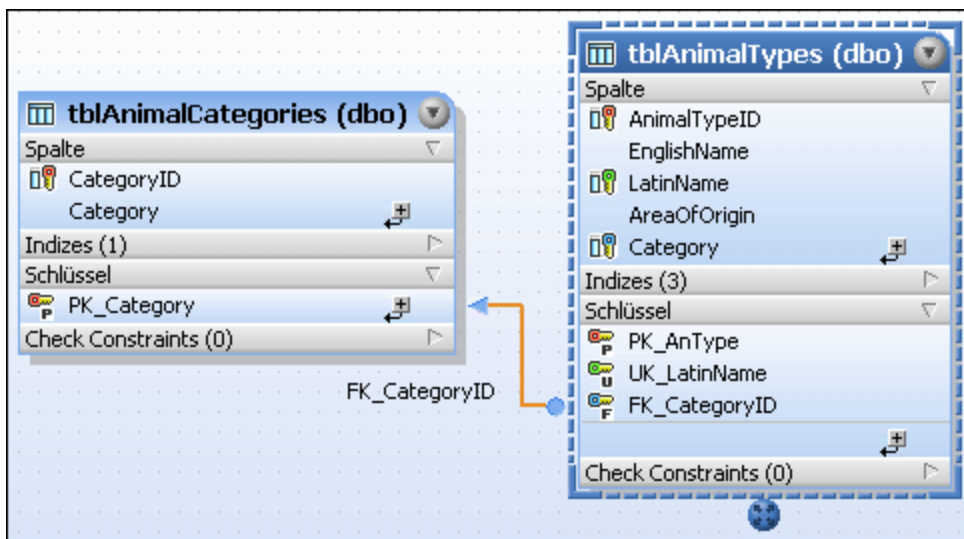 tblAnimalCategories (dbo)
Spalte
CategoryID
Category
Indizes (1)
Schlüssel
PK_Category
Check Constraints (0)
FK_CategoryID
tblAnimalTypes (dbo)
Spalte
AnimalTypeID
EnglishName
LatinName
AreaOfOrigin
Category
Indizes (3)
Schlüssel
P PK_AnType
U UK_LatinName
F FK_CategoryID
Check Constraints (0)